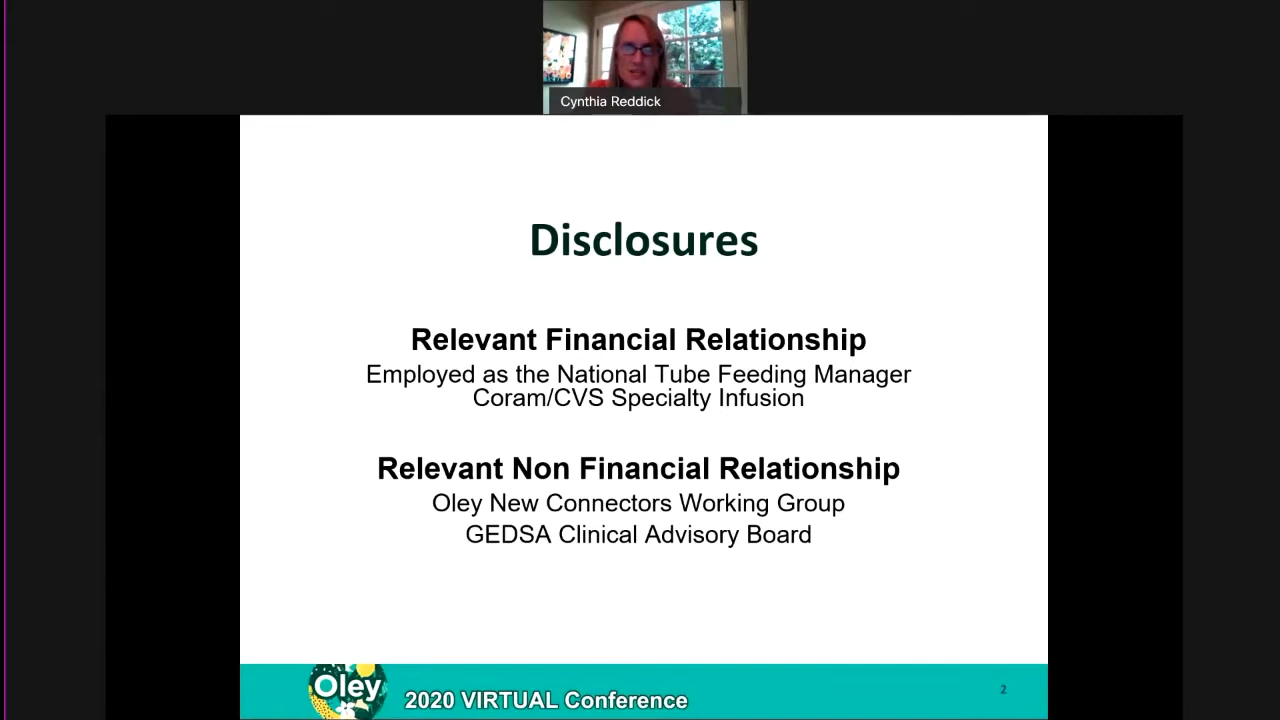 Cynthia Reddick
Disclosures
Relevant Financial Relationship
Employed as the National Tube Feeding Manager
Coram/CVS Specialty Infusion
Relevant Non Financial Relationship
Oley New Connectors Working Group
GEDSA Clinical Advisory Board
Oley
2020 VIRTUAL Conference
2